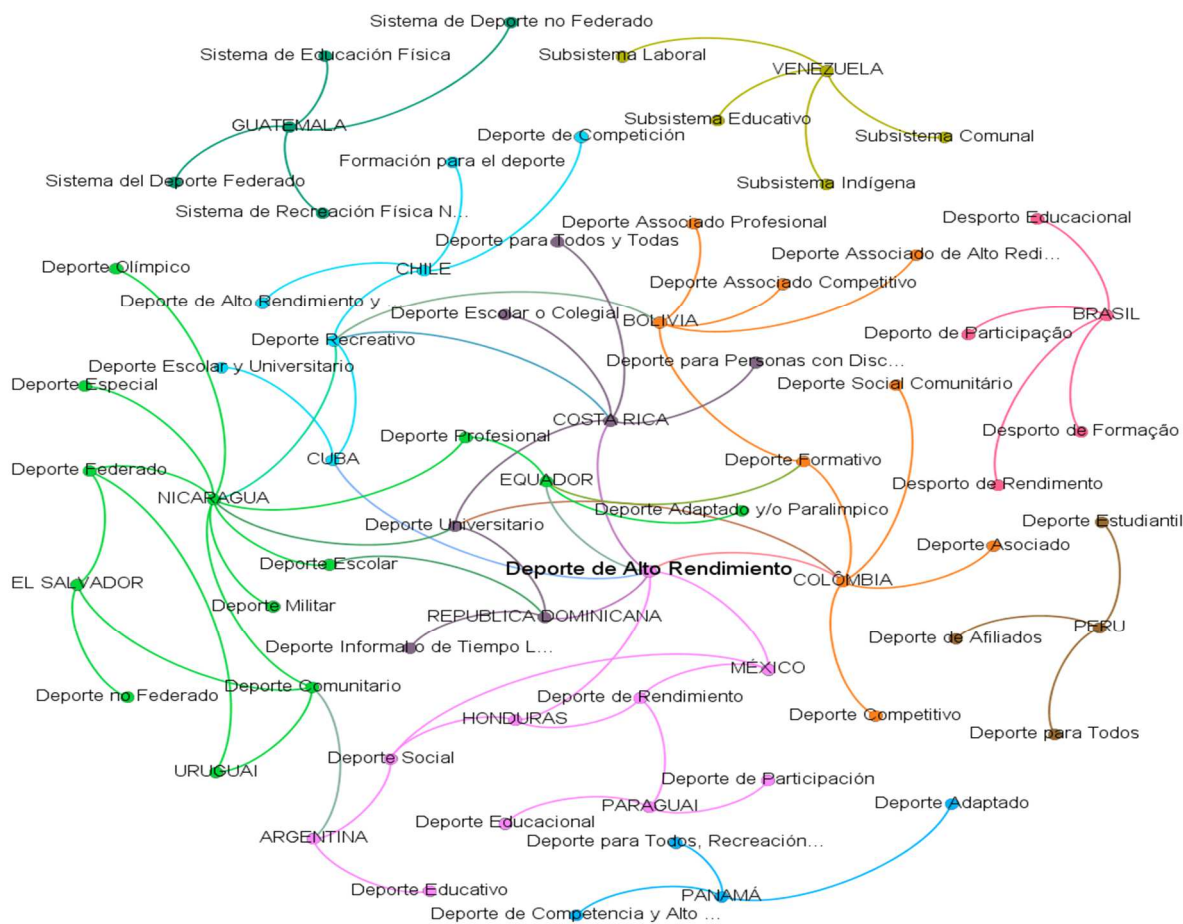 Sistema de Deporte no Federado
Sistema de Educación Física
Subsistema Laboral
VENEZUELA
GUATEMALA
Deporte de Competición
Subsistema Educativo
Subsistema Comunal
Formación para el deporte
Sistema del Deporte Federado
Subsistema Indígena
Sistema de Recreación Física N...
Deporte Associado Profesional
Desporto Educacional
Deporte para Todos y Todas
Deporte Associado de Alto Redi...
Deporte Olímpico
CHILE
Deporte Associado Competitivo
Deporte de Alto Rendimiento y ...
Deporte Escolar o Colegial
BOLIVIA
BRASIL
Deporte Recreativo
Deporto de Participação
Deporte Escolar y Universitario
Deporte para Personas con Disc...
Deporte Especial
Deporte Social Comunitário
COSTA RICA
Deporte Profesional
Desporto de Formação
CUBA
Deporte Formativo
Deporte Federado
EQUADOR
Desporto de Rendimento
NICARAGUA
Deporte Adaptado y/o Paralimpico
Deporte Universitario
Deporte Estudiantil
Deporte Asociado
Deporte Escolar
Deporte de Alto Rendimiento
COLÔMBIA
EL SALVADOR
Deporte Militar
REPUBLICA DOMINICANA
PERU
Deporte de Afiliados
Deporte Informal o de Tiempo L...
MÉXICO
Deporte no Federado
Deporte Comunitario
Deporte de Rendimiento
HONDURAS
Deporte Competitivo
Deporte para Todos
Deporte Social
URUGUAI
Deporte de Participación
PARAGUAI
Deporte Adaptado
Deporte Educacional
ARGENTINA
Deporte para Todos, Recreación...
Deporte Educativo
PANAMÁ
Deporte de Competencia y Alto ...